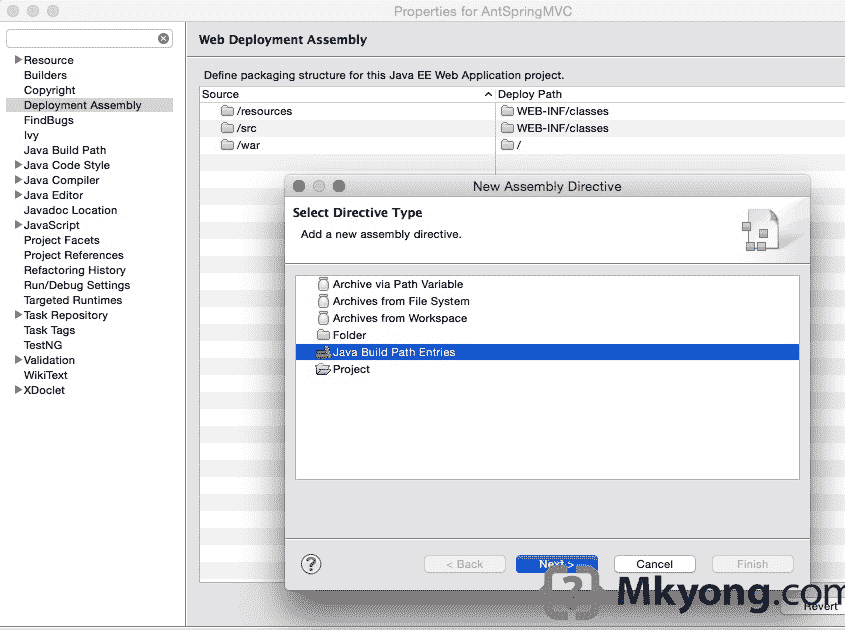 Properties for AntSpringMVC
Web Deployment Assembly
Resource
Builders
Copyright
Deployment Assembly
FindBugs
Ivy
Java Build Path
Java Code Style
Java Compiler
Java Editor
Javadoc Location
JavaScript
Project Facets
Project References
Refactoring History
Run/Debug Settings
Targeted Runtimes
Task Repository
Task Tags
TestNG
Validation
WikiText
XDoclet
Define packaging structure for this Java EE Web Application project.
Source Deploy Path
/resources WEB-INF/classes
/src WEB-INF/classes
/war /
New Assembly Directive
Select Directive Type
Add a new assembly directive.
Archive via Path Variable
Archives from File System
Archives from Workspace
Folder
Java Build Path Entries
Project
? < Back Next > Cancel Finish
Mkyong.com
Revert